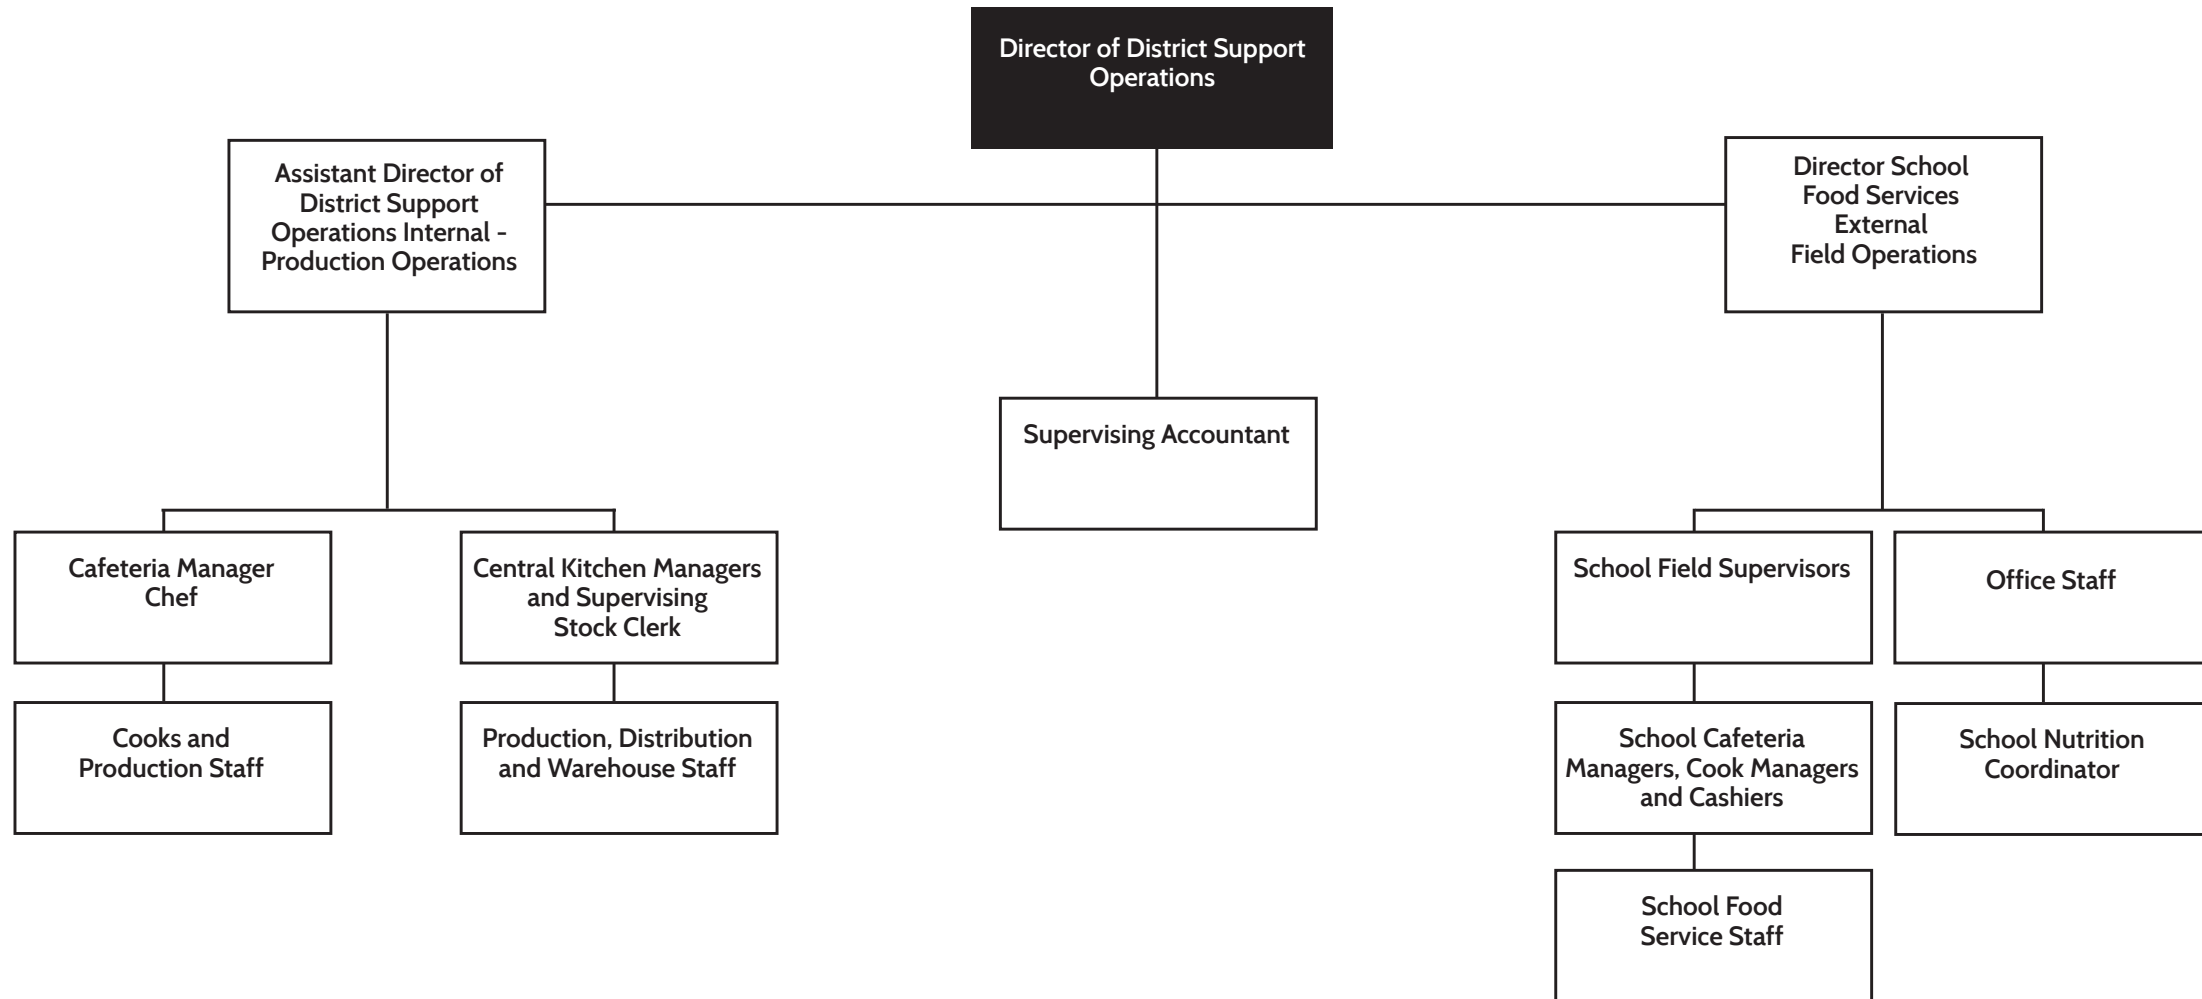 Director of District Support
Operations
Assistant Director of
District Support
Operations Internal -
Production Operations
Director School
Food Services
External
Field Operations
Supervising Accountant
Cafeteria Manager
Chef
Central Kitchen Managers
and Supervising
Stock Clerk
School Field Supervisors
Office Staff
Cooks and
Production Staff
Production, Distribution
and Warehouse Staff
School Cafeteria
Managers, Cook Managers
and Cashiers
School Nutrition
Coordinator
School Food
Service Staff